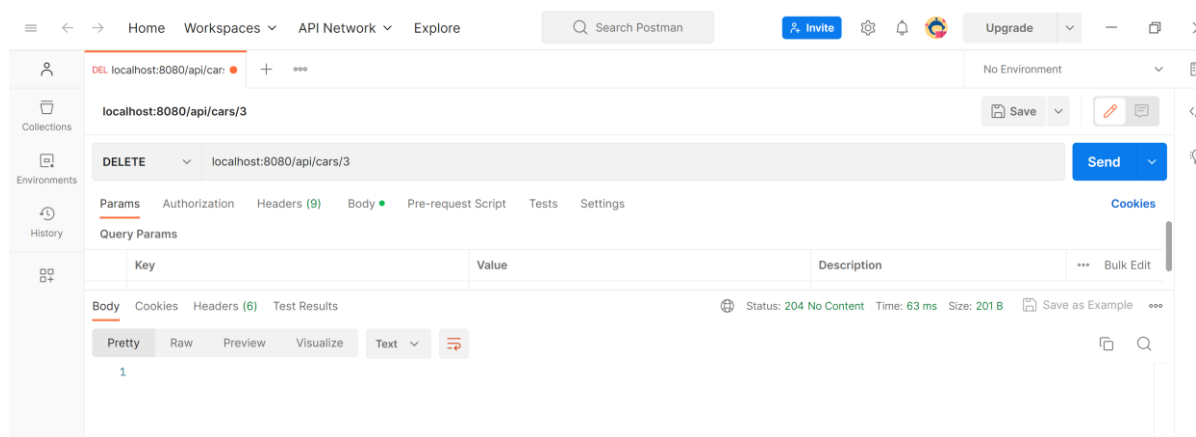 Home Workspaces API Network Explore Search Postman Invite Upgrade
DEL localhost:8080/api/car: No Environment
Collections
localhost:8080/api/cars/3 Save
Environments
DELETE localhost:8080/api/cars/3 Send
History
Params Authorization Headers (9) Body Pre-request Script Tests Settings Cookies
Query Params
Key Value Description Bulk Edit
Body Cookies Headers (6) Test Results Status: 204 No Content Time: 63 ms Size: 201 B Save as Example
Pretty Raw Preview Visualize Text
1